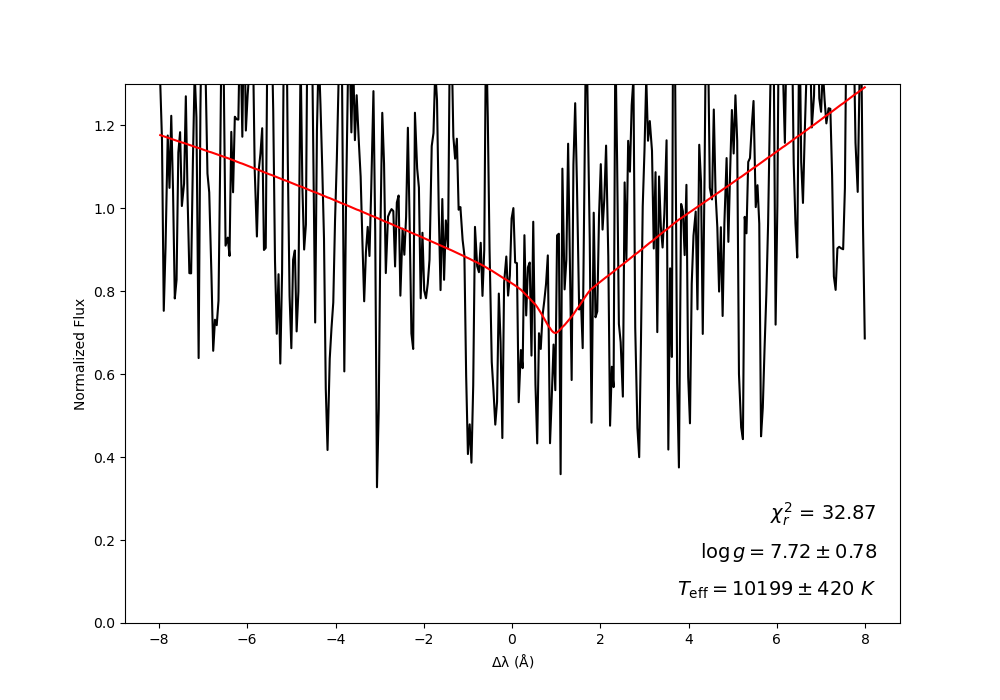 1.2
1.0
0.8
0.6
0.4
0.2
0.0
Normalized Flux
χ²ᵣ = 32.87
log g = 7.72 ± 0.78
T_eff = 10199 ± 420 K
−8 −6 −4 −2 0 2 4 6 8
Δλ (Å)